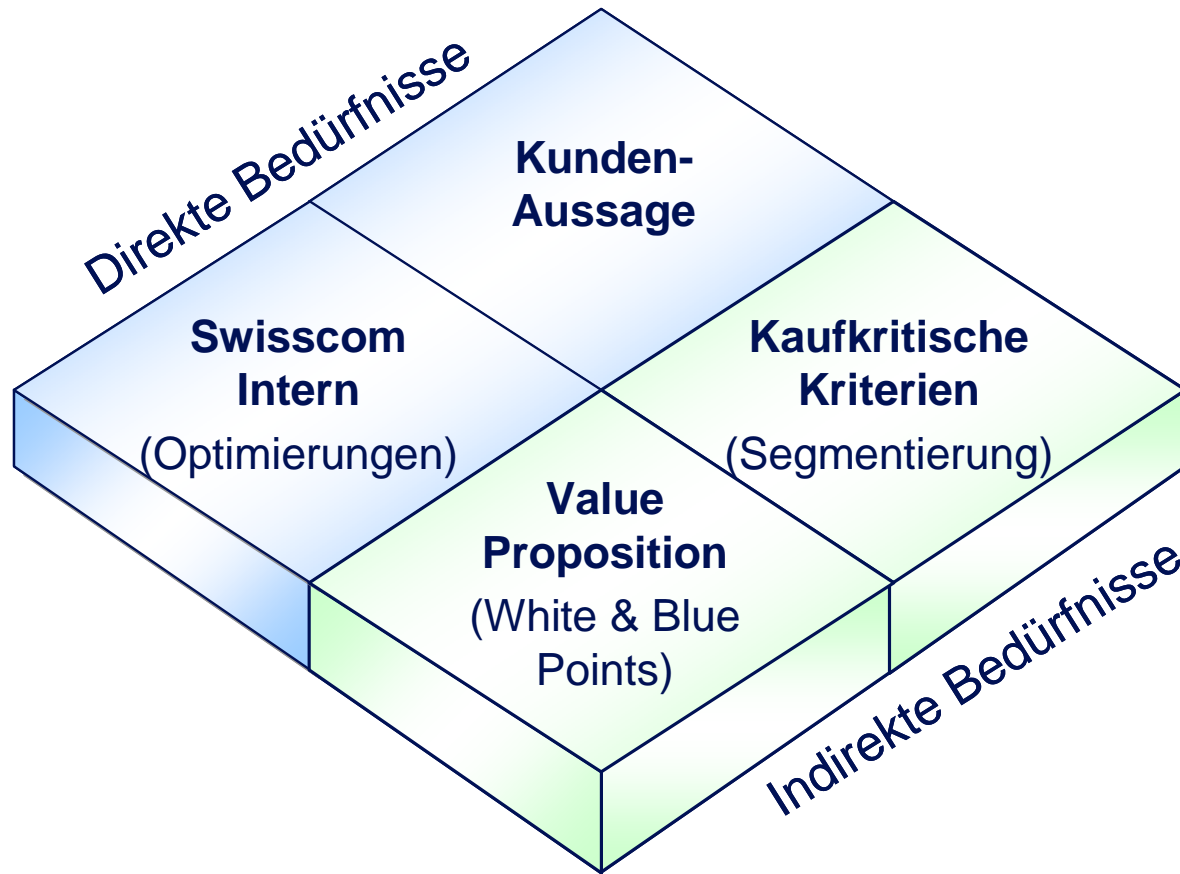 Direkte Bedürfnisse
Kunden-
Aussage
Swisscom
Intern
(Optimierungen)
Kaufkritische
Kriterien
(Segmentierung)
Value
Proposition
(White & Blue
Points)
Indirekte Bedürfnisse